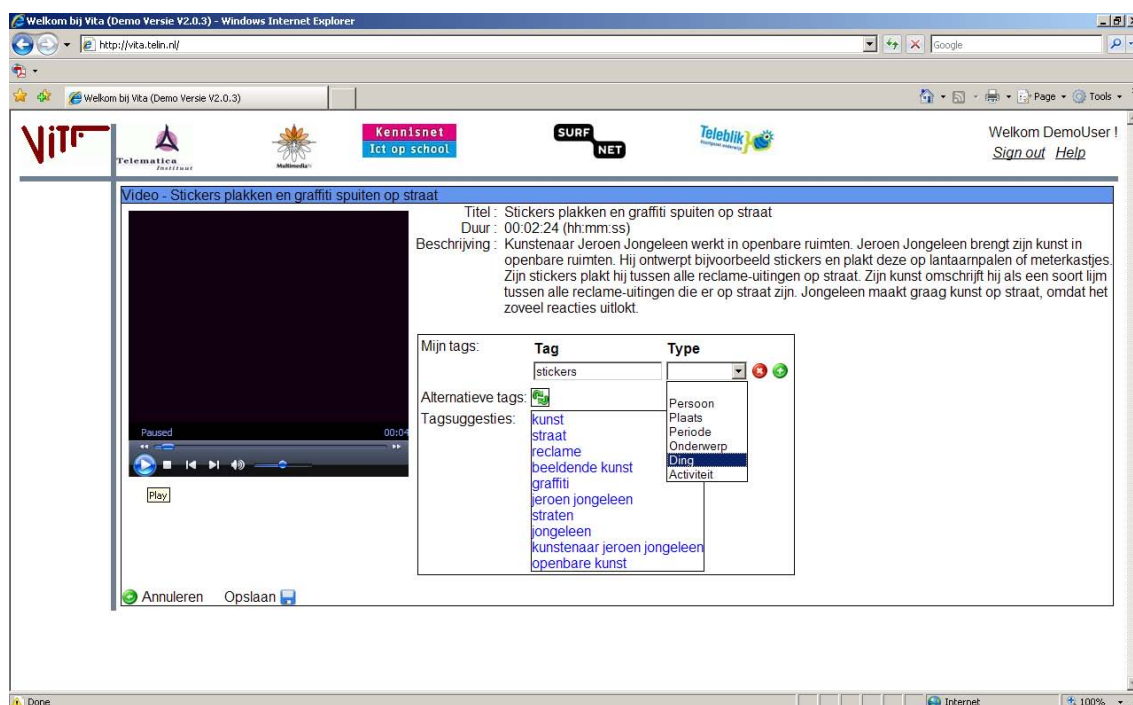 Welkom bij Vita (Demo Versie V2.0.3) - Windows Internet Explorer
http://vita.telin.nl/
Google
Welkom bij Vita (Demo Versie V2.0.3)
Page
Tools
ViTA
Telematica
Instituut
Multimedia
Kennisnet
Ict op school
SURF
NET
Teleblik
Welkom DemoUser !
Sign out Help
Video - Stickers plakken en graffiti spuiten op straat
Titel : Stickers plakken en graffiti spuiten op straat
Duur : 00:02:24 (hh:mm:ss)
Beschrijving : Kunstenaar Jeroen Jongeleen werkt in openbare ruimten. Jeroen Jongeleen brengt zijn kunst in
openbare ruimten. Hij ontwerpt bijvoorbeeld stickers en plakt deze op lantaarnpalen of meterkastjes.
Zijn stickers plakt hij tussen alle reclame-uitingen op straat. Zijn kunst omschrijft hij als een soort lijm
tussen alle reclame-uitingen die er op straat zijn. Jongeleen maakt graag kunst op straat, omdat het
zoveel reacties uitlokt.
Paused 00:04
Play
Mijn tags: Tag Type
stickers
Persoon
Plaats
Periode
Onderwerp
Ding
Activiteit
Alternatieve tags:
Tagsuggesties: kunst
straat
reclame
beeldende kunst
graffiti
jeroen jongeleen
straten
jongeleen
kunstenaar jeroen jongeleen
openbare kunst
Annuleren Opslaan
Done
Internet
100%